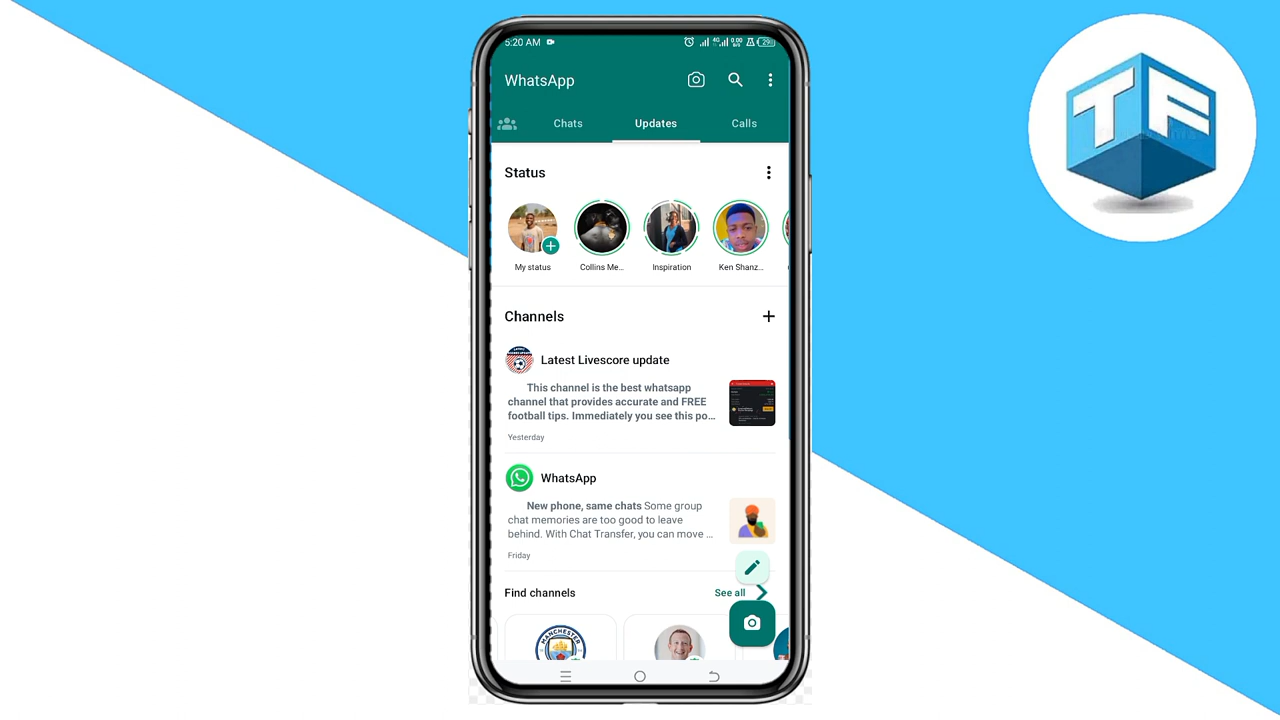 5:20 AM
29
WhatsApp
Chats
Updates
Calls
Status
My status
Collins Me...
Inspiration
Ken Shanz...
Channels
Latest Livescore update
This channel is the best whatsapp
channel that provides accurate and FREE
football tips. Immediately you see this po...
Yesterday
WhatsApp
New phone, same chats Some group
chat memories are too good to leave
behind. With Chat Transfer, you can move ...
Friday
Find channels
See all
MANCHESTER
TF